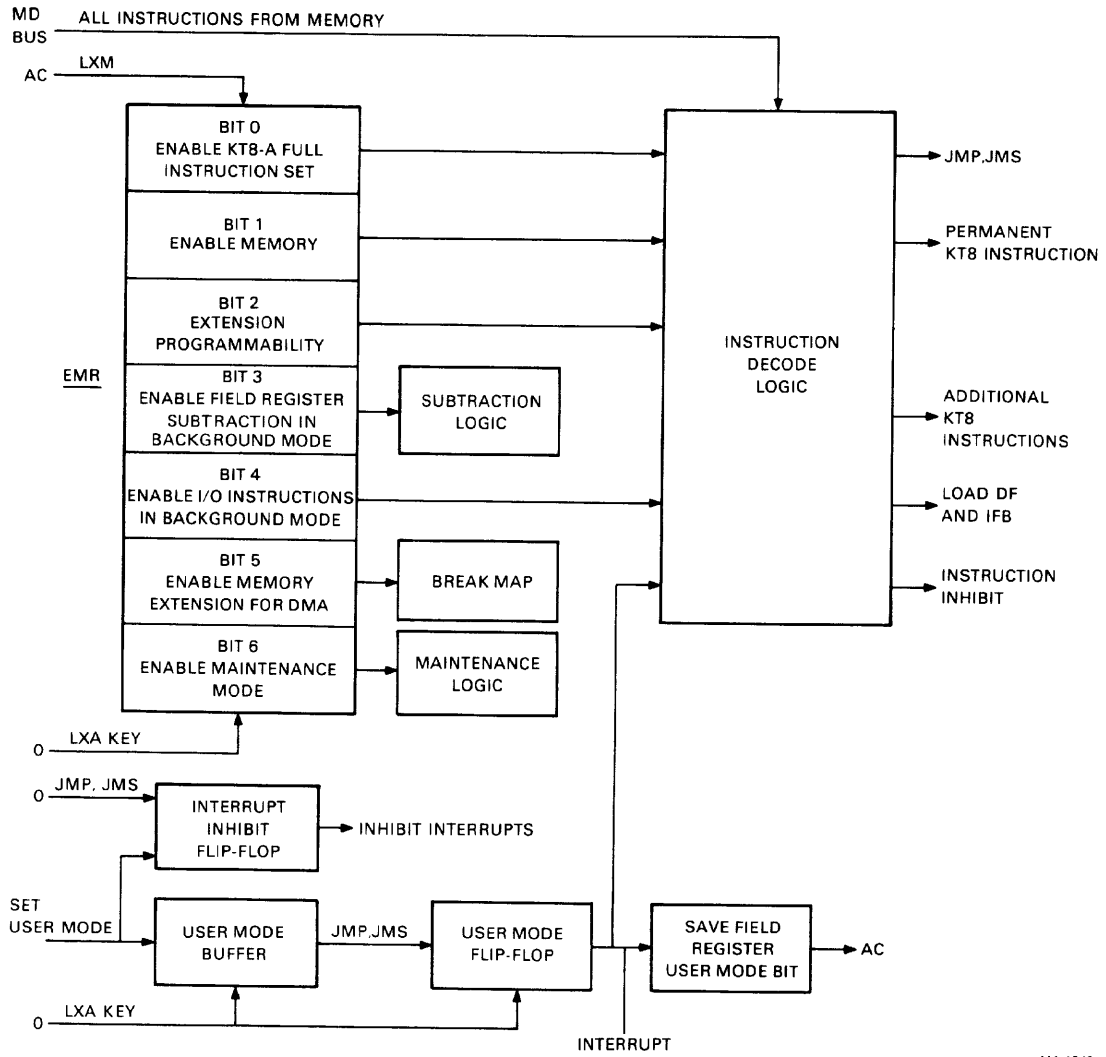 MD
BUS
ALL INSTRUCTIONS FROM MEMORY
AC
LXM
BIT 0
ENABLE KT8-A FULL
INSTRUCTION SET
BIT 1
ENABLE MEMORY
BIT 2
EXTENSION
PROGRAMMABILITY
EMR
BIT 3
ENABLE FIELD REGISTER
SUBTRACTION IN
BACKGROUND MODE
BIT 4
ENABLE I/O INSTRUCTIONS
IN BACKGROUND MODE
BIT 5
ENABLE MEMORY
EXTENSION FOR DMA
BIT 6
ENABLE MAINTENANCE
MODE
SUBTRACTION
LOGIC
BREAK MAP
MAINTENANCE
LOGIC
INSTRUCTION
DECODE
LOGIC
JMP,JMS
PERMANENT
KT8 INSTRUCTION
ADDITIONAL
KT8
INSTRUCTIONS
LOAD DF
AND IFB
INSTRUCTION
INHIBIT
0
LXA KEY
0
JMP, JMS
INTERRUPT
INHIBIT
FLIP-FLOP
INHIBIT INTERRUPTS
SET
USER MODE
USER MODE
BUFFER
JMP,JMS
USER MODE
FLIP-FLOP
SAVE FIELD
REGISTER
USER MODE BIT
AC
0
LXA KEY
INTERRUPT